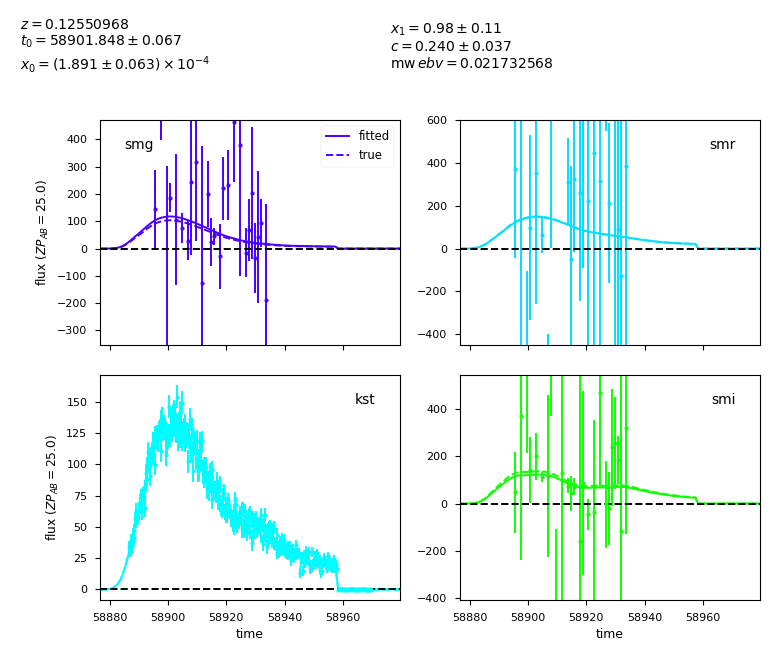 z = 0.12550968
t₀ = 58901.848 ± 0.067
x₀ = (1.891 ± 0.063) × 10⁻⁴
x₁ = 0.98 ± 0.11
c = 0.240 ± 0.037
mw ebv = 0.021732568
smg
fitted
true
400
300
200
100
0
−100
−200
−300
flux (ZP_AB = 25.0)
smr
600
400
200
0
−200
−400
kst
150
125
100
75
50
25
0
flux (ZP_AB = 25.0)
58880 58900 58920 58940 58960
time
smi
400
200
0
−200
−400
58880 58900 58920 58940 58960
time